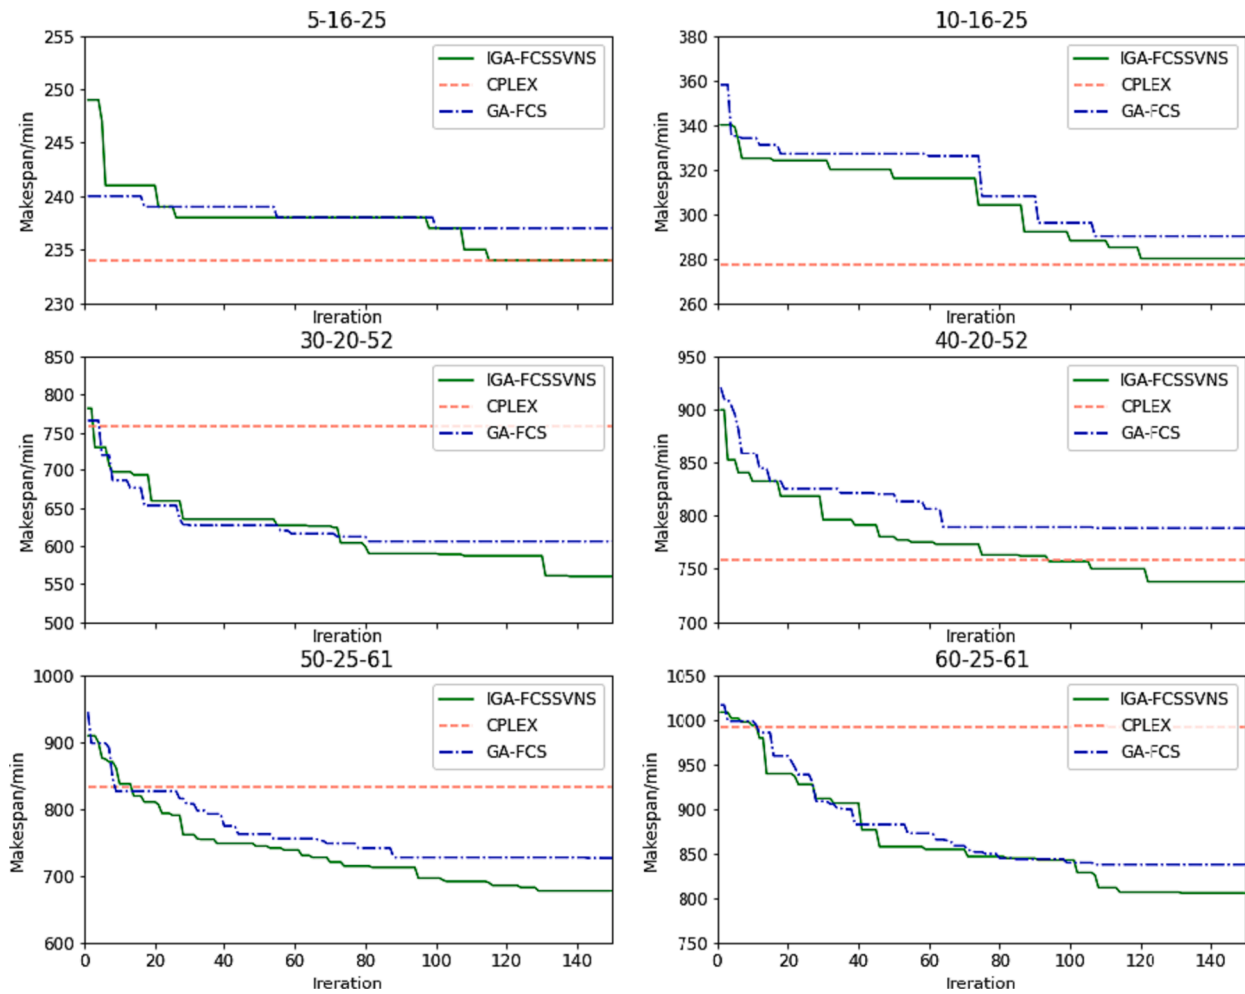 5-16-25
255
250
245
240
235
230
Makespan/min
IGA-FCSSVNS
CPLEX
GA-FCS
Ireration
10-16-25
380
360
340
320
300
280
260
Makespan/min
IGA-FCSSVNS
CPLEX
GA-FCS
Ireration
30-20-52
850
800
750
700
650
600
550
500
Makespan/min
IGA-FCSSVNS
CPLEX
GA-FCS
Ireration
40-20-52
950
900
850
800
750
700
Makespan/min
IGA-FCSSVNS
CPLEX
GA-FCS
Ireration
50-25-61
1000
900
800
700
600
Makespan/min
IGA-FCSSVNS
CPLEX
GA-FCS
0 20 40 60 80 100 120 140
Ireration
60-25-61
1050
1000
950
900
850
800
750
Makespan/min
IGA-FCSSVNS
CPLEX
GA-FCS
0 20 40 60 80 100 120 140
Ireration